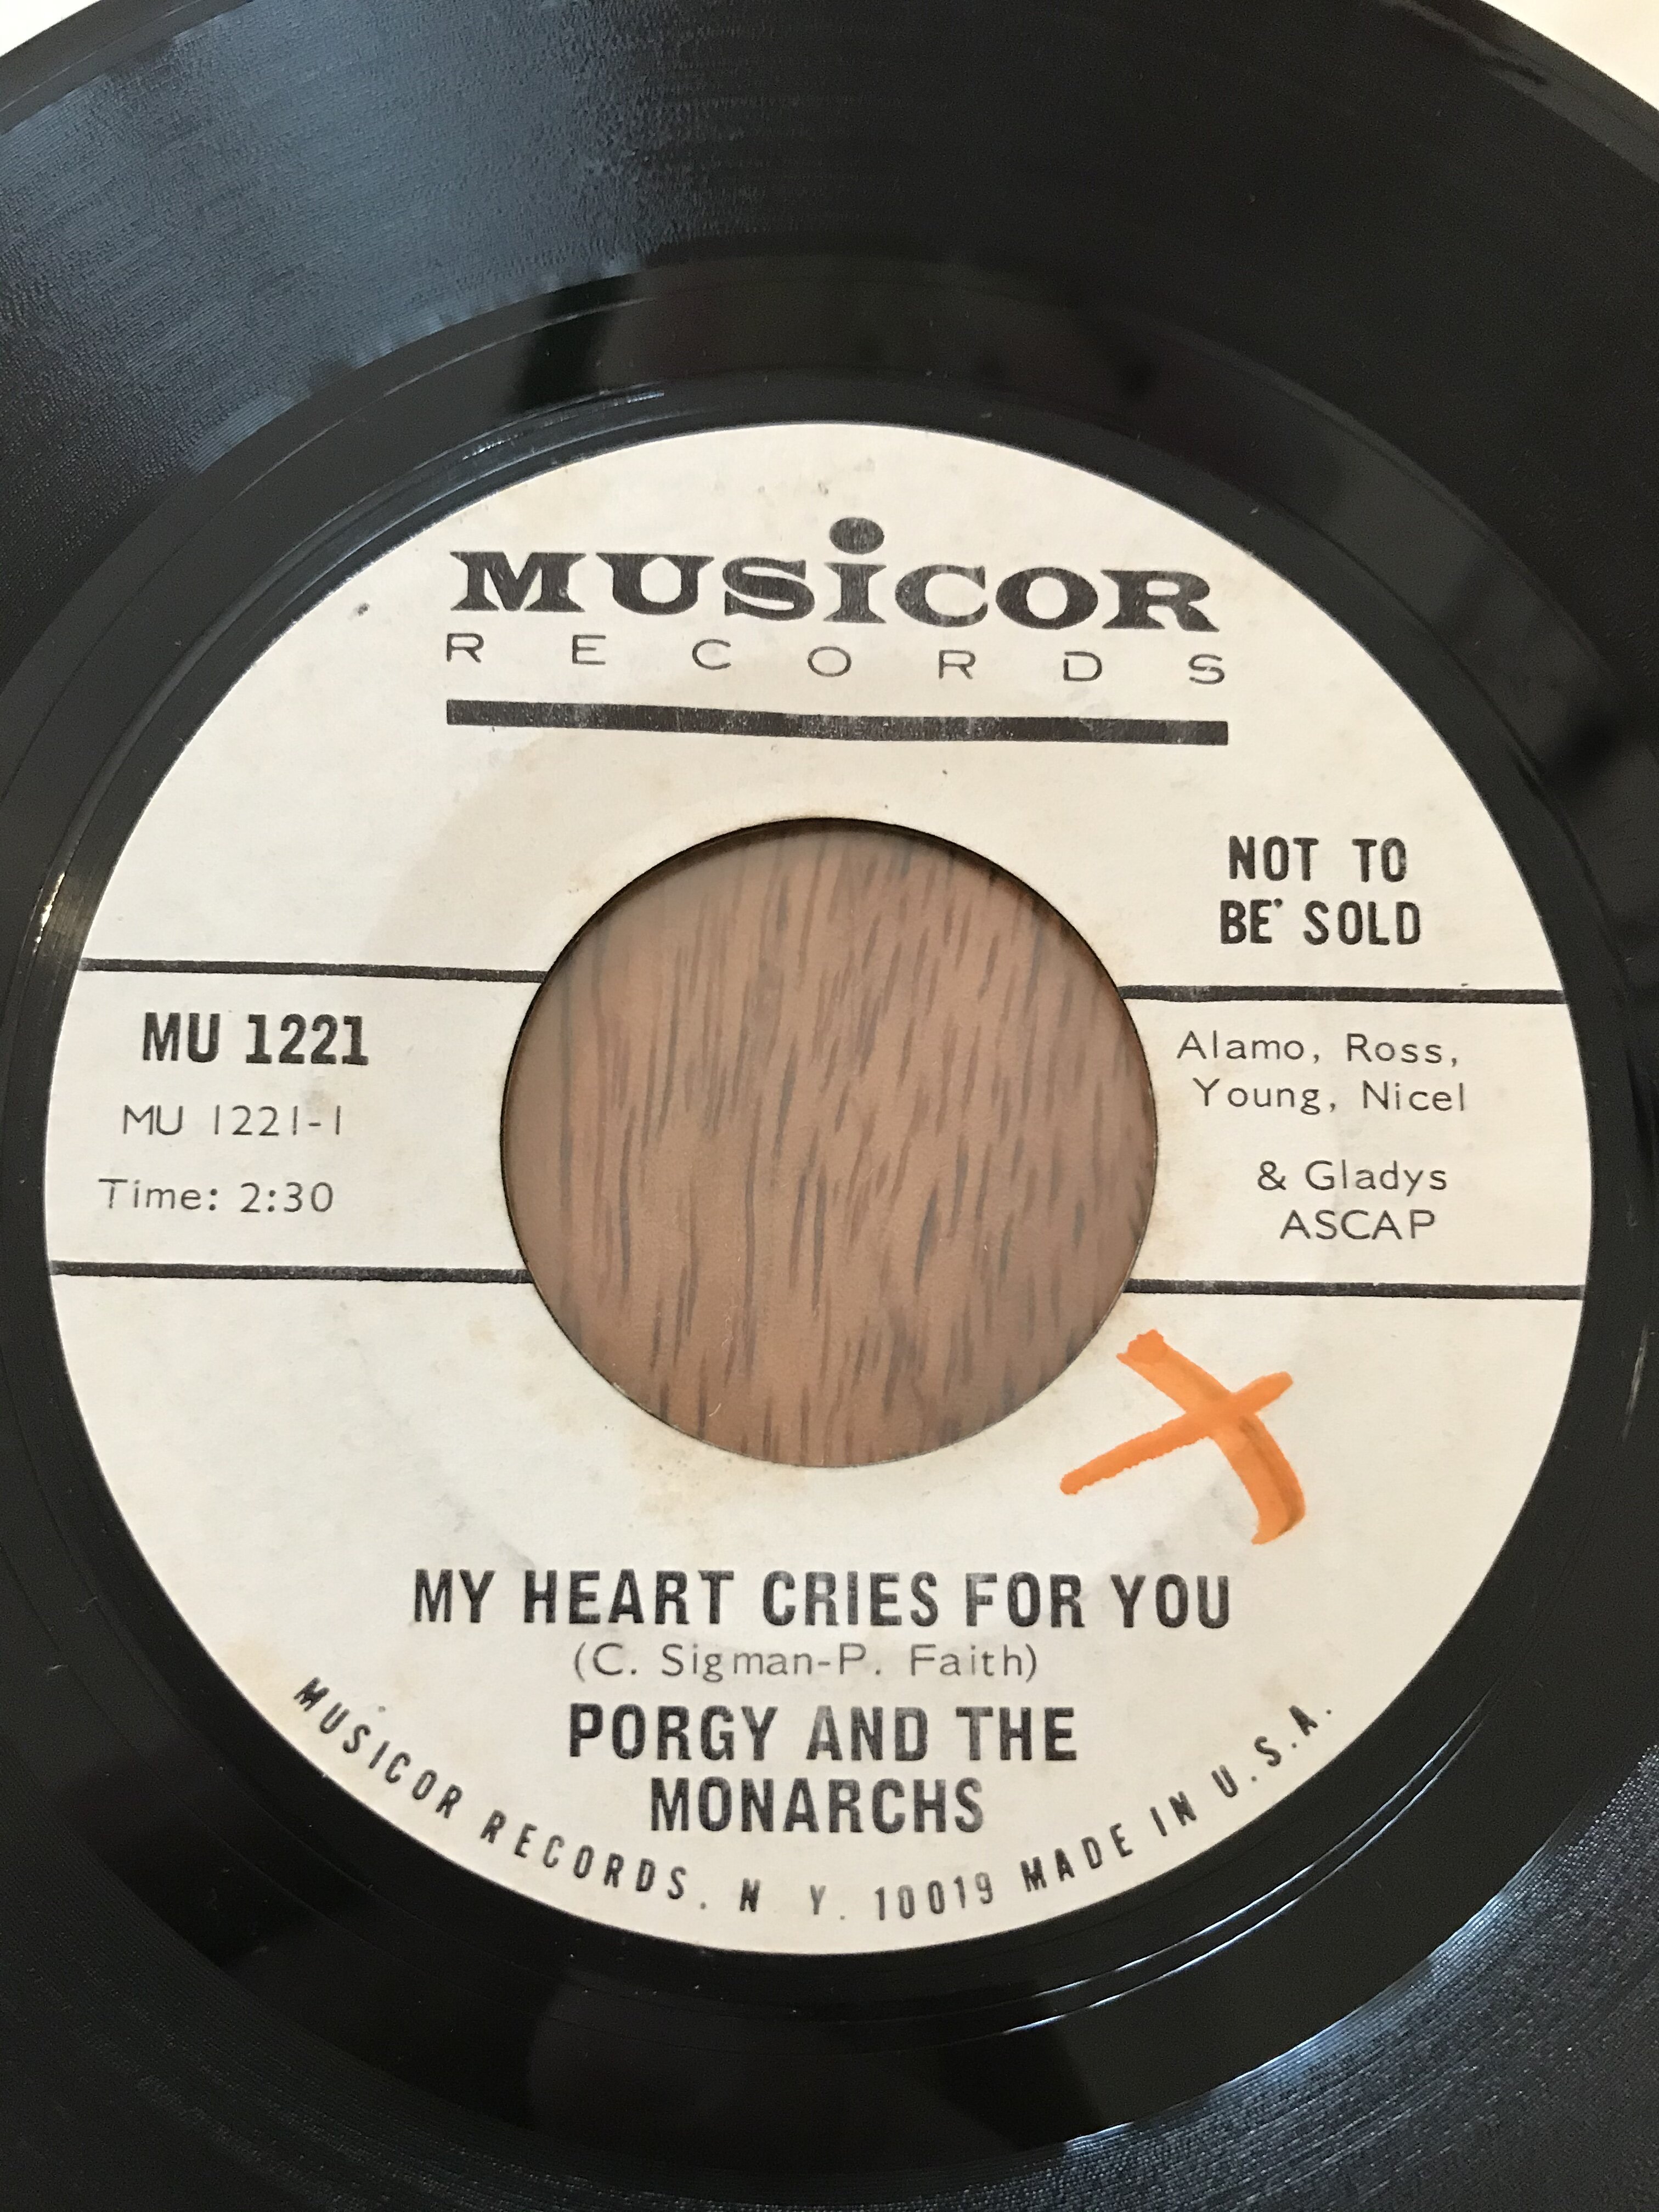 MUSiCOR
RECORDS
NOT TO
BE' SOLD
MU 1221
MU 1221-1
Time: 2:30
Alamo, Ross,
Young, Nicel
& Gladys
ASCAP
MY HEART CRIES FOR YOU
(C. Sigman-P. Faith)
PORGY AND THE
MONARCHS
MUSICOR RECORDS. N Y. 10019 MADE IN U.S.A.